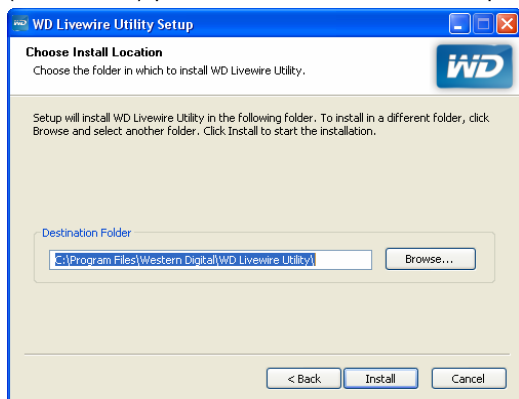 WD Livewire Utility Setup
Choose Install Location
Choose the folder in which to install WD Livewire Utility.
WD
Setup will install WD Livewire Utility in the following folder. To install in a different folder, click
Browse and select another folder. Click Install to start the installation.
Destination Folder
C:\Program Files\Western Digital\WD Livewire Utility\
Browse...
< Back
Install
Cancel